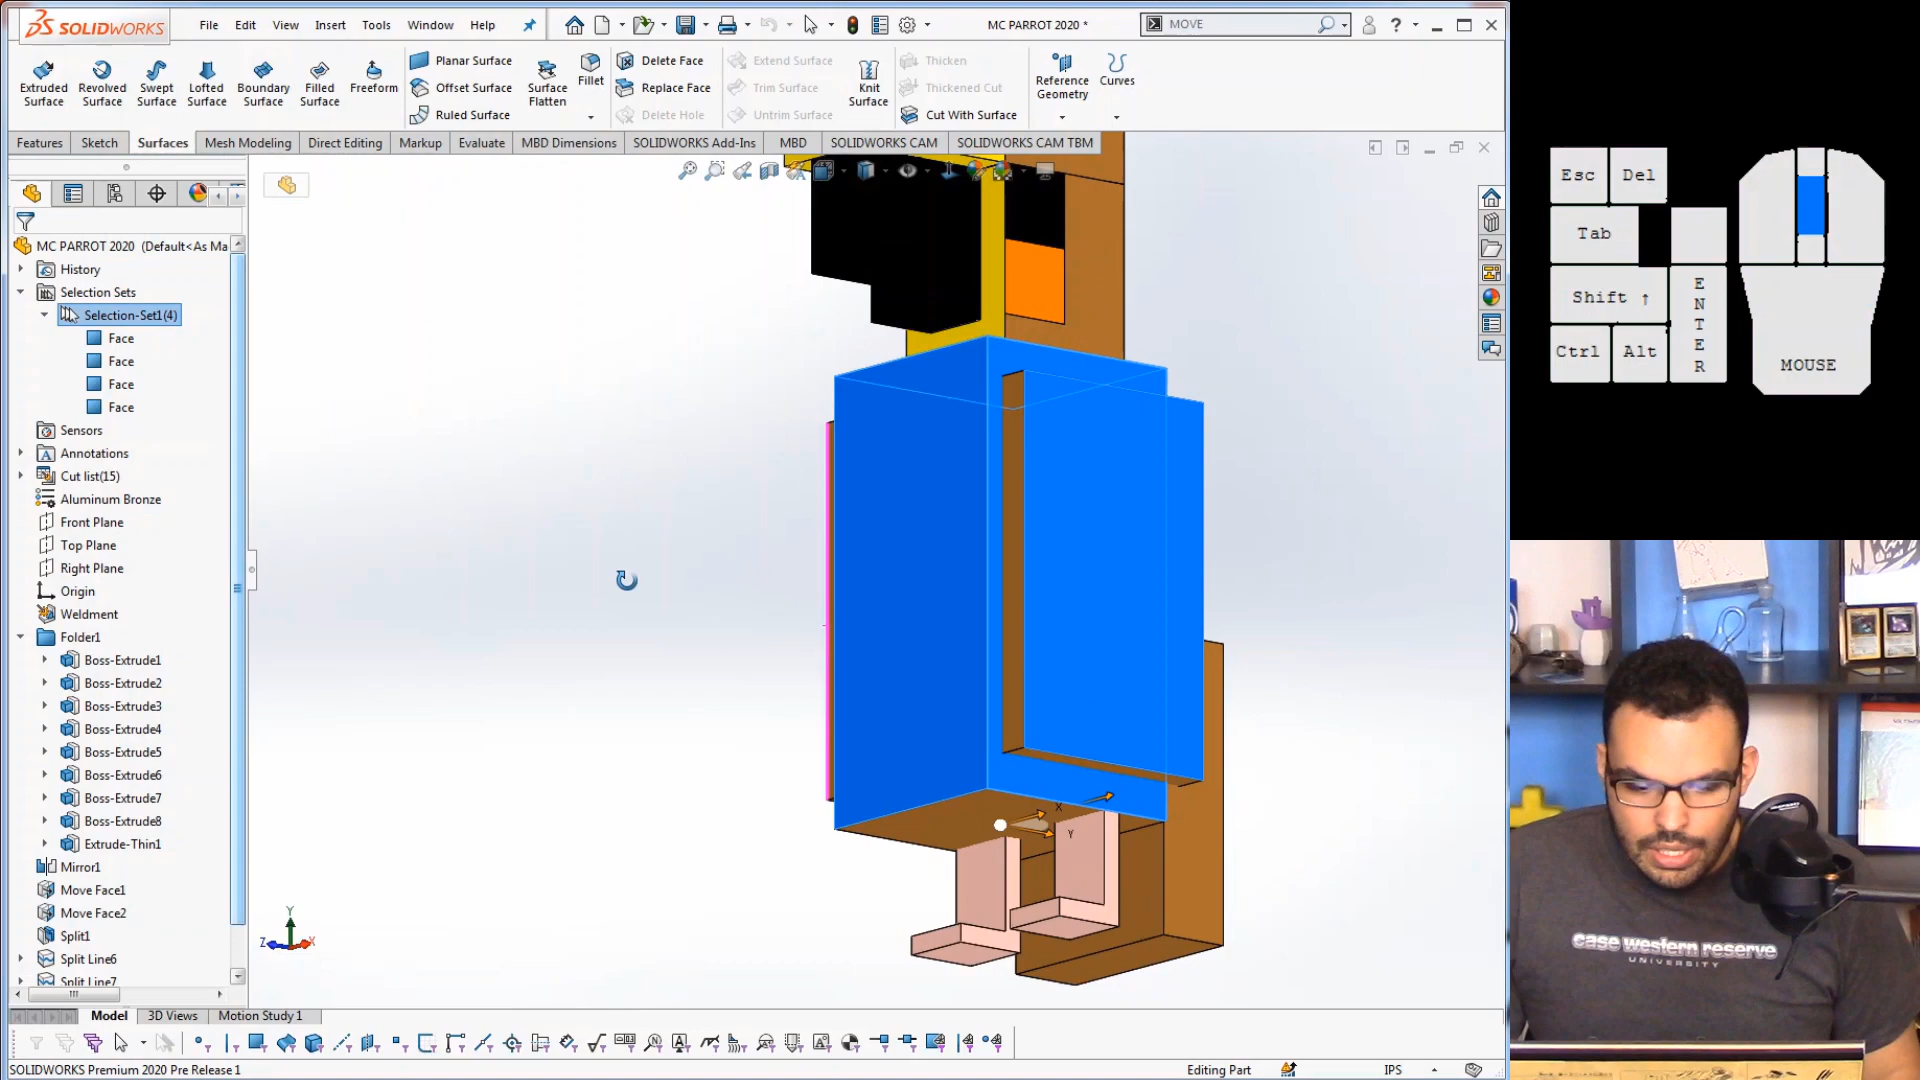 SOLIDWORKS File Edit View Insert Tools Window Help MC PARROT 2020 * MOVE
Planar Surface Delete Face Extend Surface Thicken
Extruded Surface Revolved Surface Swept Surface Lofted Surface Boundary Surface Filled Surface Freeform Offset Surface Surface Flatten Fillet Replace Face Trim Surface Knit Surface Thickened Cut Reference Geometry Curves
Ruled Surface Delete Hole Untrim Surface Cut With Surface
Features Sketch Surfaces Mesh Modeling Direct Editing Markup Evaluate MBD Dimensions SOLIDWORKS Add-Ins MBD SOLIDWORKS CAM SOLIDWORKS CAM TBM
MC PARROT 2020 (Default<As Ma
History
Selection Sets
Selection-Set1(4)
Face
Face
Face
Face
Sensors
Annotations
Cut list(15)
Aluminum Bronze
Front Plane
Top Plane
Right Plane
Origin
Weldment
Folder1
Boss-Extrude1
Boss-Extrude2
Boss-Extrude3
Boss-Extrude4
Boss-Extrude5
Boss-Extrude6
Boss-Extrude7
Boss-Extrude8
Extrude-Thin1
Mirror1
Move Face1
Move Face2
Split1
Split Line6
Split Line7
X
Y
Y
Z X
Model 3D Views Motion Study 1
SOLIDWORKS Premium 2020 Pre Release 1 Editing Part IPS
Esc Del
Tab
Shift ↑
Ctrl Alt
ENTER
MOUSE
case western reserve
UNIVERSITY